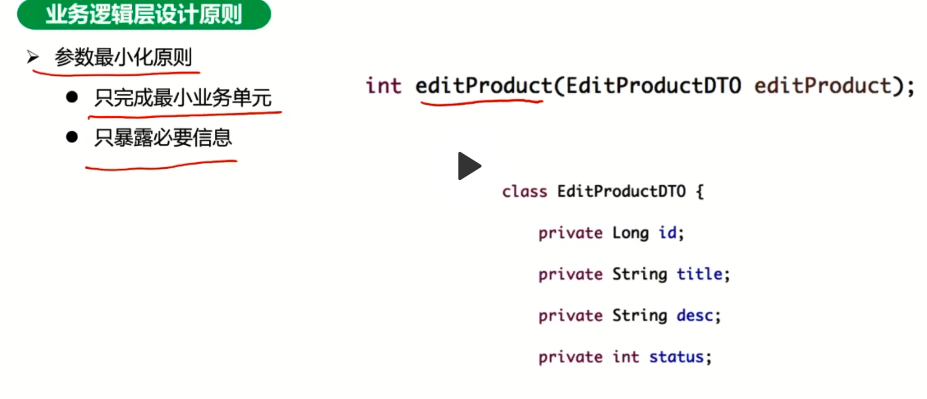 业务逻辑层设计原则
参数最小化原则
只完成最小业务单元
只暴露必要信息
int editProduct(EditProductDTO editProduct);
class EditProductDTO {
private Long id;
private String title;
private String desc;
private int status;